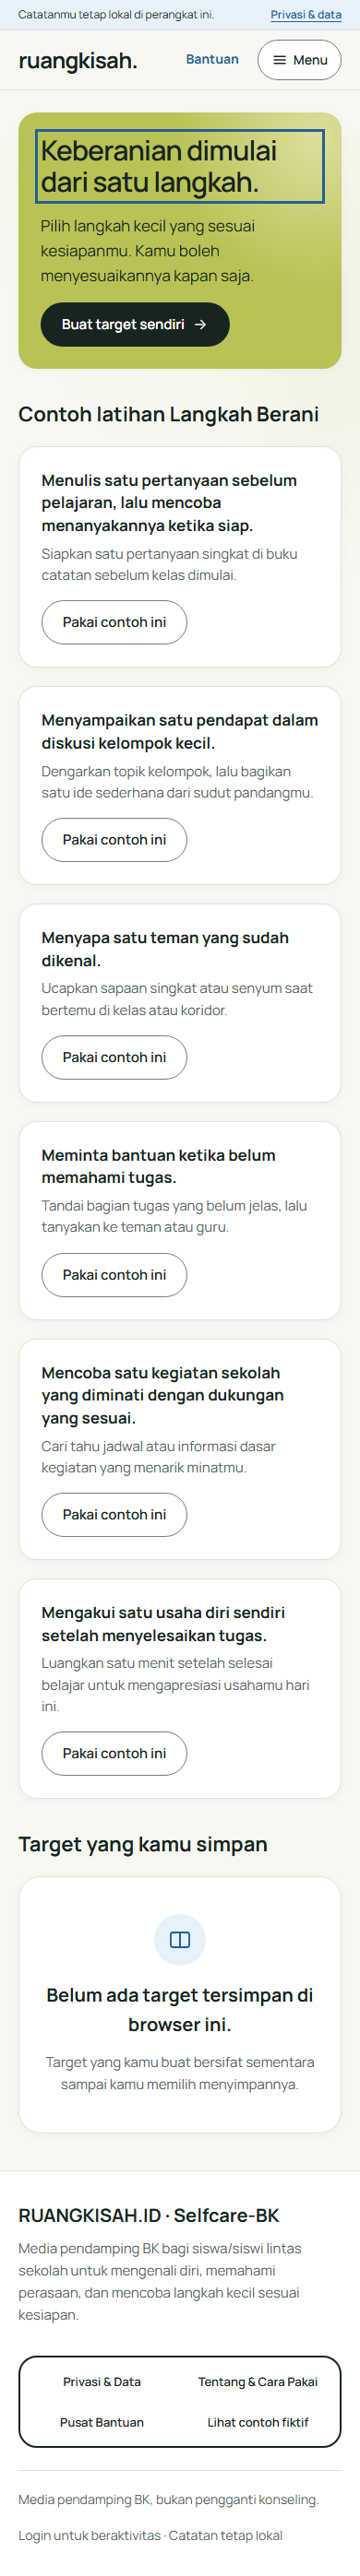 Catatanmu tetap lokal di perangkat ini. Privasi & data
ruangkisah. Bantuan Menu
Keberanian dimulai
dari satu langkah.
Pilih langkah kecil yang sesuai
kesiapanmu. Kamu boleh
menyesuaikannya kapan saja.
Buat target sendiri →
Contoh latihan Langkah Berani
Menulis satu pertanyaan sebelum
pelajaran, lalu mencoba
menanyakannya ketika siap.
Siapkan satu pertanyaan singkat di buku
catatan sebelum kelas dimulai.
Pakai contoh ini
Menyampaikan satu pendapat dalam
diskusi kelompok kecil.
Dengarkan topik kelompok, lalu bagikan
satu ide sederhana dari sudut pandangmu.
Pakai contoh ini
Menyapa satu teman yang sudah
dikenal.
Ucapkan sapaan singkat atau senyum saat
bertemu di kelas atau koridor.
Pakai contoh ini
Meminta bantuan ketika belum
memahami tugas.
Tandai bagian tugas yang belum jelas, lalu
tanyakan ke teman atau guru.
Pakai contoh ini
Mencoba satu kegiatan sekolah
yang diminati dengan dukungan
yang sesuai.
Cari tahu jadwal atau informasi dasar
kegiatan yang menarik minatmu.
Pakai contoh ini
Mengakui satu usaha diri sendiri
setelah menyelesaikan tugas.
Luangkan satu menit setelah selesai
belajar untuk mengapresiasi usahamu hari
ini.
Pakai contoh ini
Target yang kamu simpan
Belum ada target tersimpan di
browser ini.
Target yang kamu buat bersifat sementara
sampai kamu memilih menyimpannya.
RUANGKISAH.ID · Selfcare-BK
Media pendamping BK bagi siswa/siswi lintas
sekolah untuk mengenali diri, memahami
perasaan, dan mencoba langkah kecil sesuai
kesiapan.
Privasi & Data Tentang & Cara Pakai
Pusat Bantuan Lihat contoh fiktif
Media pendamping BK, bukan pengganti konseling.
Login untuk beraktivitas · Catatan tetap lokal